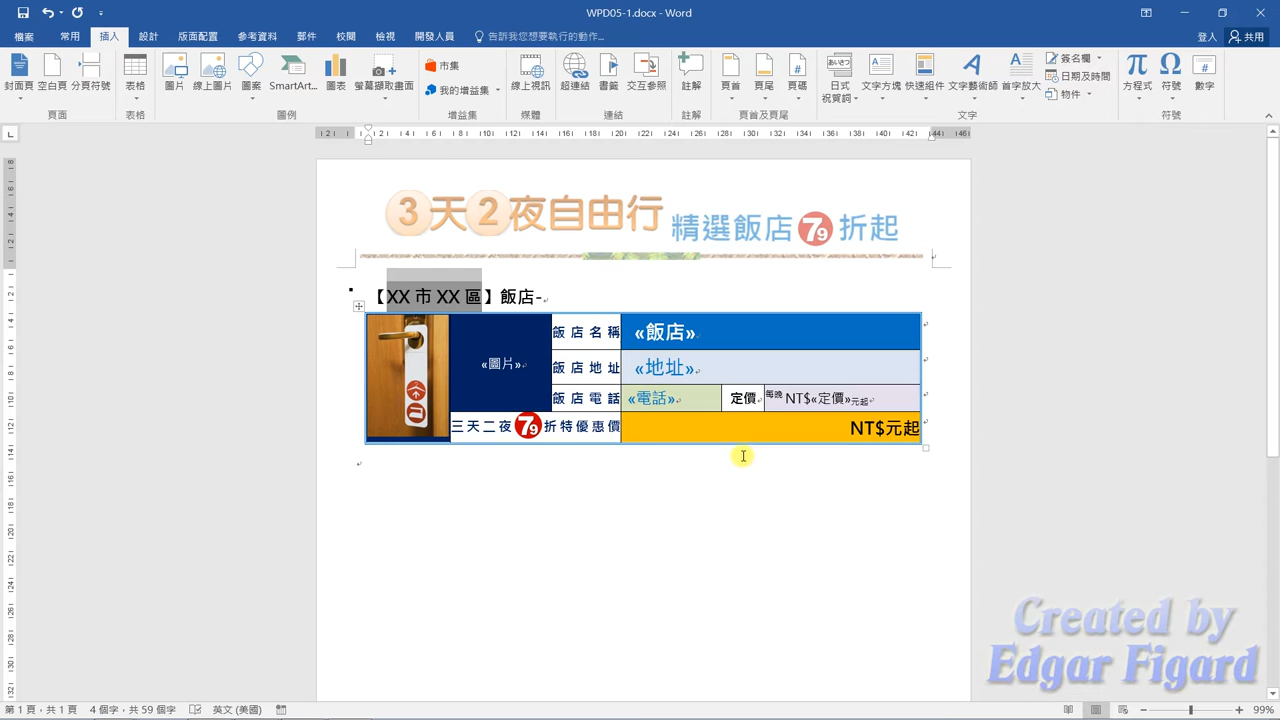 WPD05-1.docx - Word
檔案 常用 插入 設計 版面配置 參考資料 郵件 校閱 檢視 開發人員 告訴我您想要執行的動作... 登入 共用
封面頁 空白頁 分頁符號 表格 圖片 線上圖片 圖案 SmartArt... 圖表 螢幕擷取畫面 市集 我的增益集 線上視訊 超連結 書籤 交互參照 註解 頁首 頁尾 頁碼 日式祝賀詞 文字方塊 快速組件 文字藝術師 首字放大 簽名欄 日期及時間 物件 方程式 符號 數字
頁面 表格 圖例 增益集 媒體 連結 註解 頁首及頁尾 文字 符號
3天2夜自由行 精選飯店79折起
【XX 市 XX 區】飯店-
«圖片» 飯店名稱 «飯店»
飯店地址 «地址»
飯店電話 «電話» 定價 每晚 NT$«定價»元起
三天二夜79折特優惠價 NT$元起
Created by
Edgar Figard
第 1 頁，共 1 頁 4 個字，共 59 個字 英文 (美國) 99%